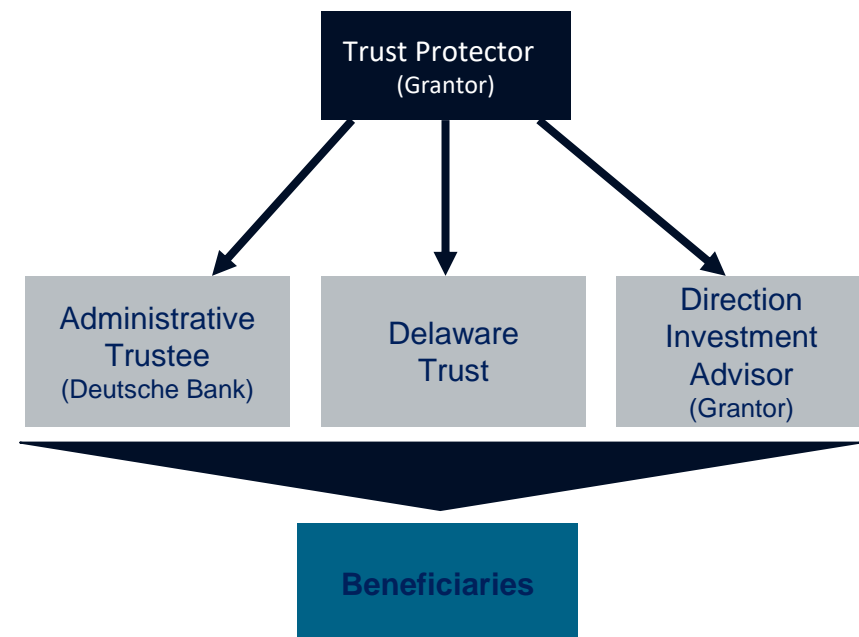 Trust Protector
(Grantor)
Administrative
Trustee
(Deutsche Bank)
Delaware
Trust
Direction
Investment
Advisor
(Grantor)
Beneficiaries